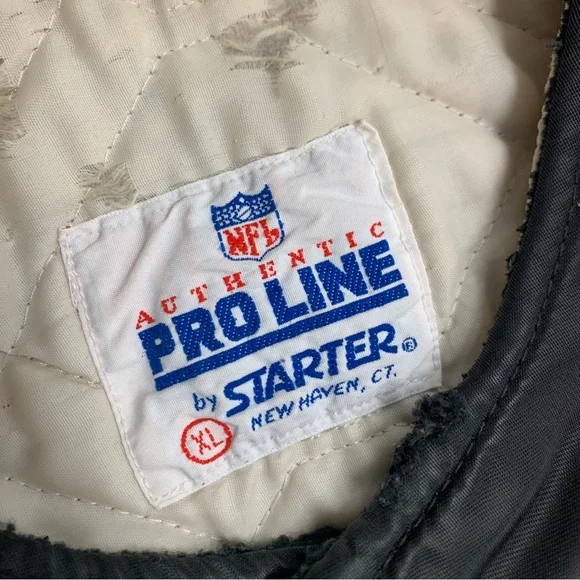 NFL
AUTHENTIC
PRO LINE
by STARTER®
NEW HAVEN, CT.
XL